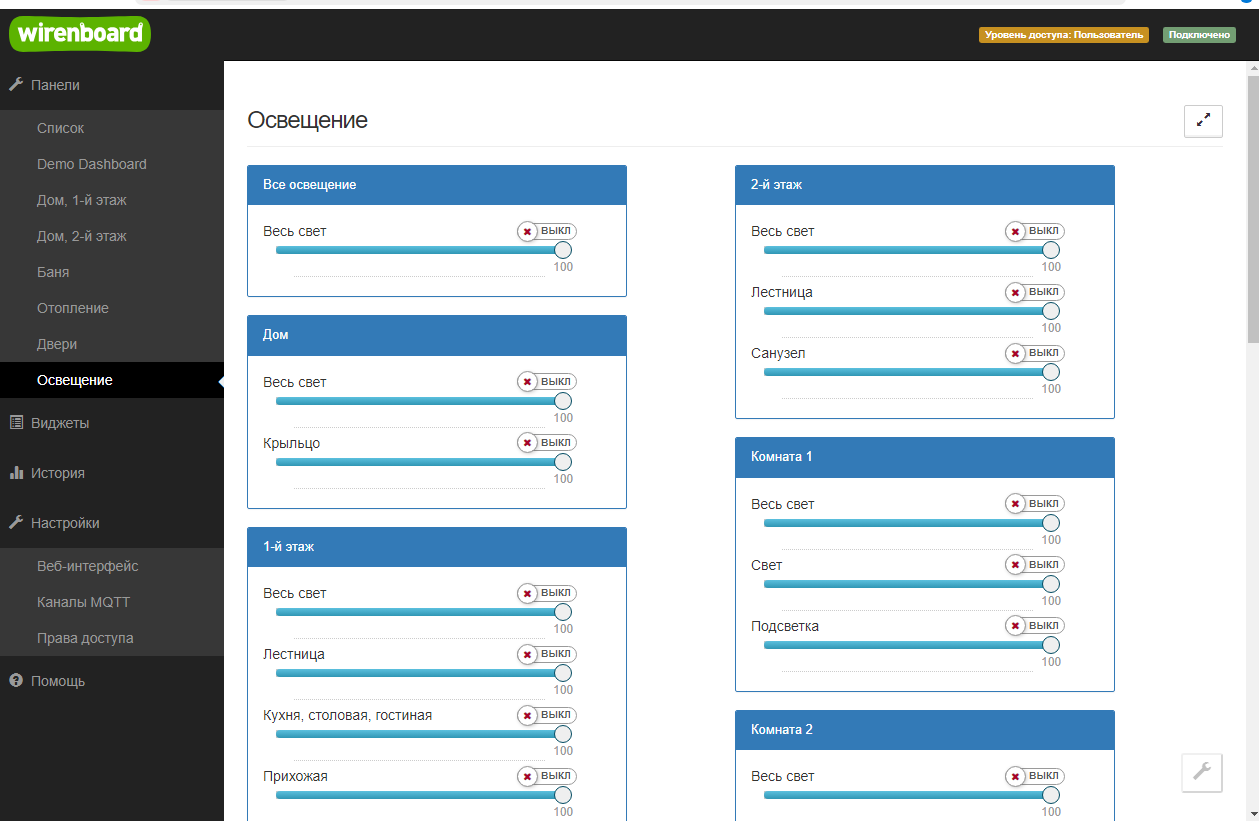 wirenboard
Уровень доступа: Пользователь
Подключено
Панели
Список
Demo Dashboard
Дом, 1-й этаж
Дом, 2-й этаж
Баня
Отопление
Двери
Освещение
Виджеты
История
Настройки
Веб-интерфейс
Каналы MQTT
Права доступа
Помощь
Освещение
Все освещение
Весь свет
ВЫКЛ
100
Дом
Весь свет
ВЫКЛ
100
Крыльцо
ВЫКЛ
100
1-й этаж
Весь свет
ВЫКЛ
100
Лестница
ВЫКЛ
100
Кухня, столовая, гостиная
ВЫКЛ
100
Прихожая
ВЫКЛ
100
2-й этаж
Весь свет
ВЫКЛ
100
Лестница
ВЫКЛ
100
Санузел
ВЫКЛ
100
Комната 1
Весь свет
ВЫКЛ
100
Свет
ВЫКЛ
100
Подсветка
ВЫКЛ
100
Комната 2
Весь свет
ВЫКЛ
100